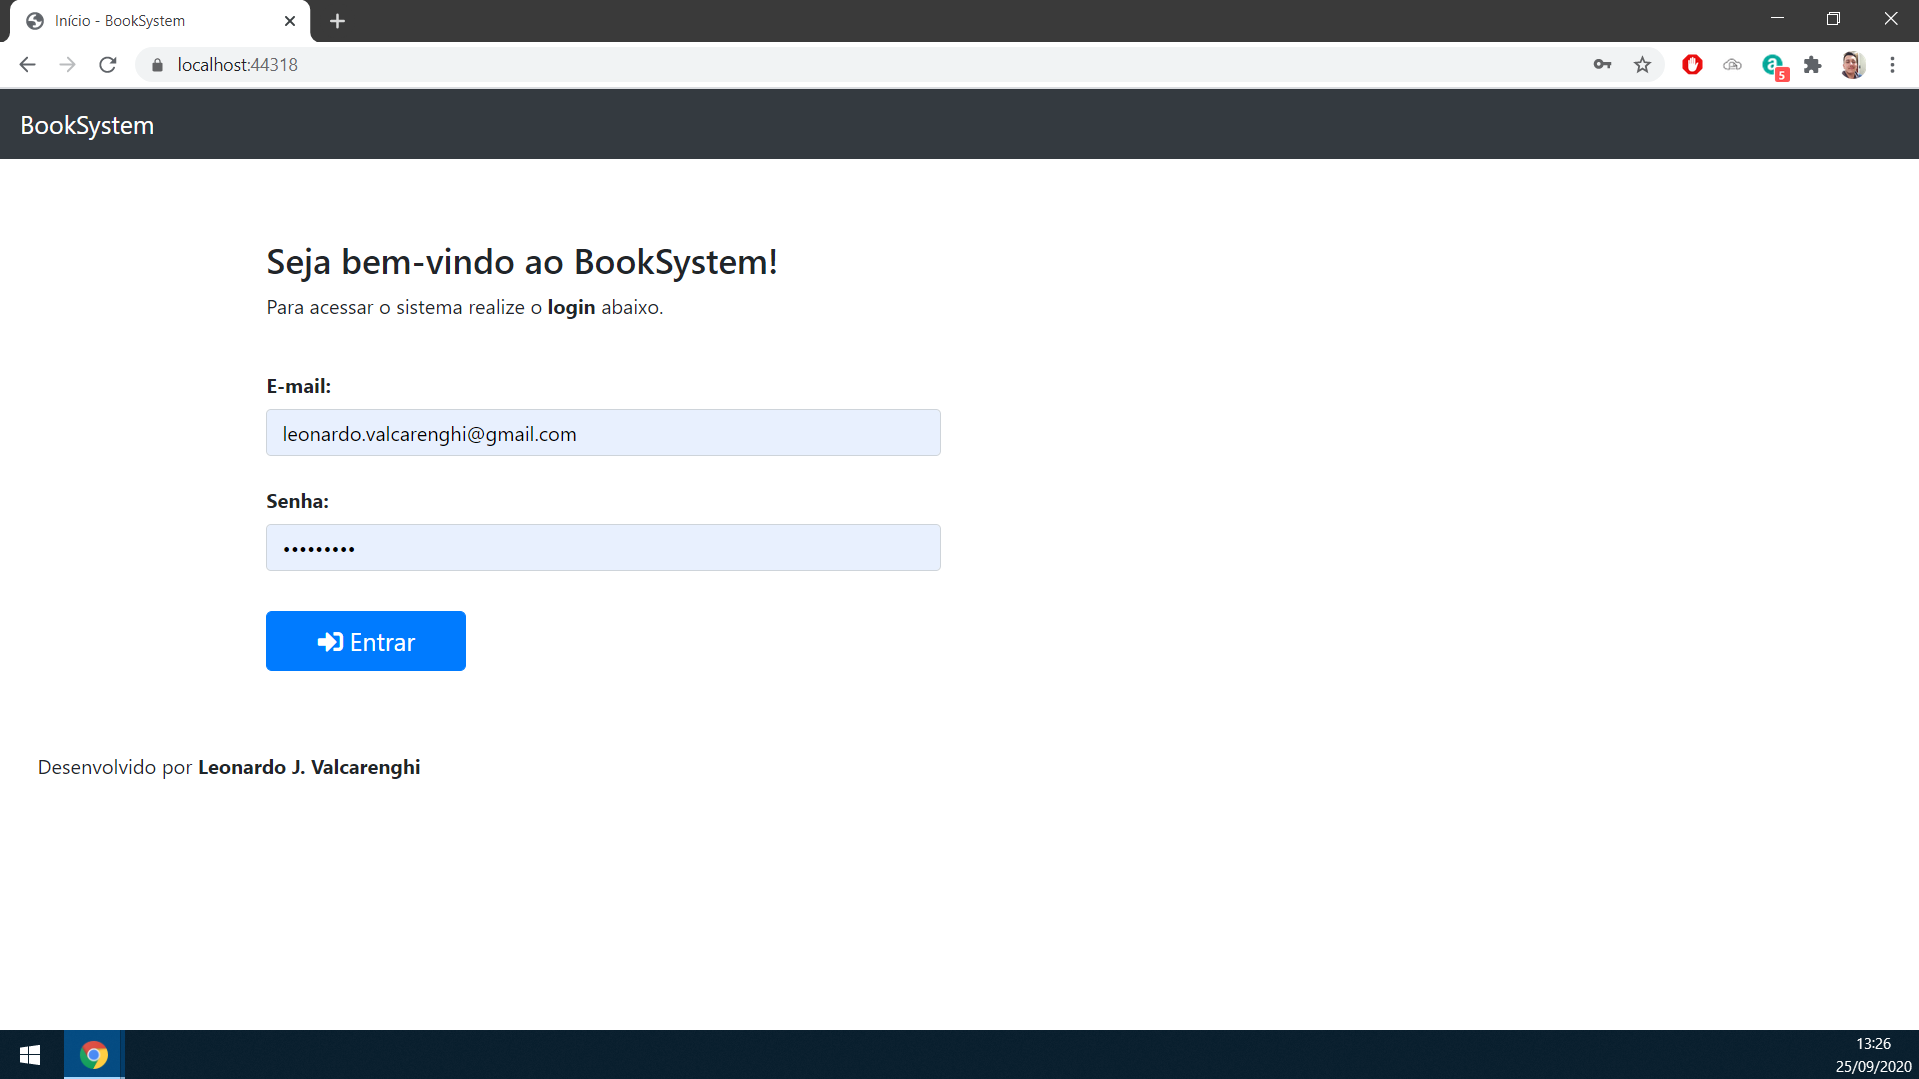 Início - BookSystem
localhost:44318
5
BookSystem
Seja bem-vindo ao BookSystem!
Para acessar o sistema realize o login abaixo.
E-mail:
leonardo.valcarenghi@gmail.com
Senha:
•••••••••
Entrar
Desenvolvido por Leonardo J. Valcarenghi
13:26
25/09/2020